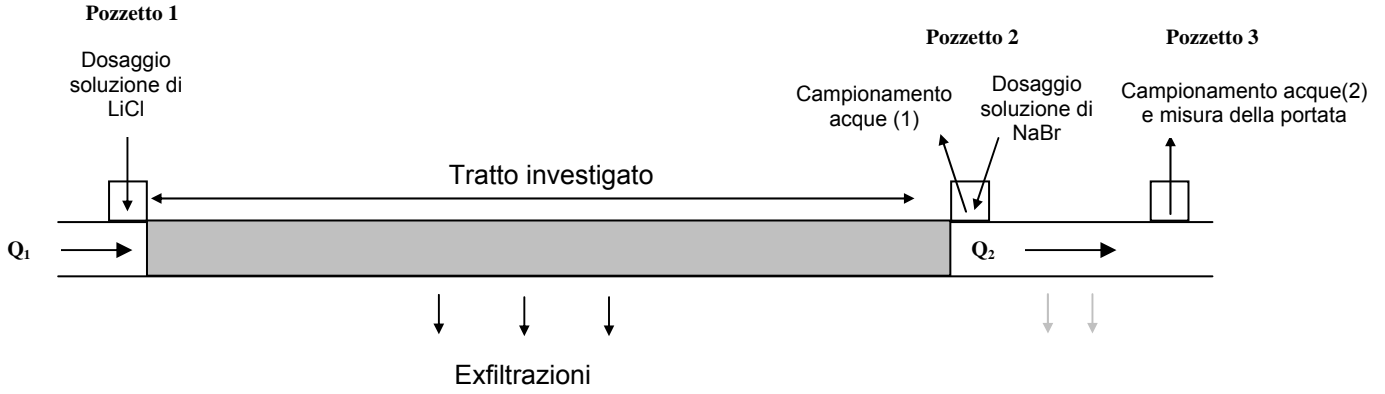 Pozzetto 1
Dosaggio
soluzione di
LiCl
Pozzetto 2
Pozzetto 3
Campionamento
acque (1)
Dosaggio
soluzione di
NaBr
Campionamento acque(2)
e misura della portata
Tratto investigato
Q₁
Q₂
Exfiltrazioni